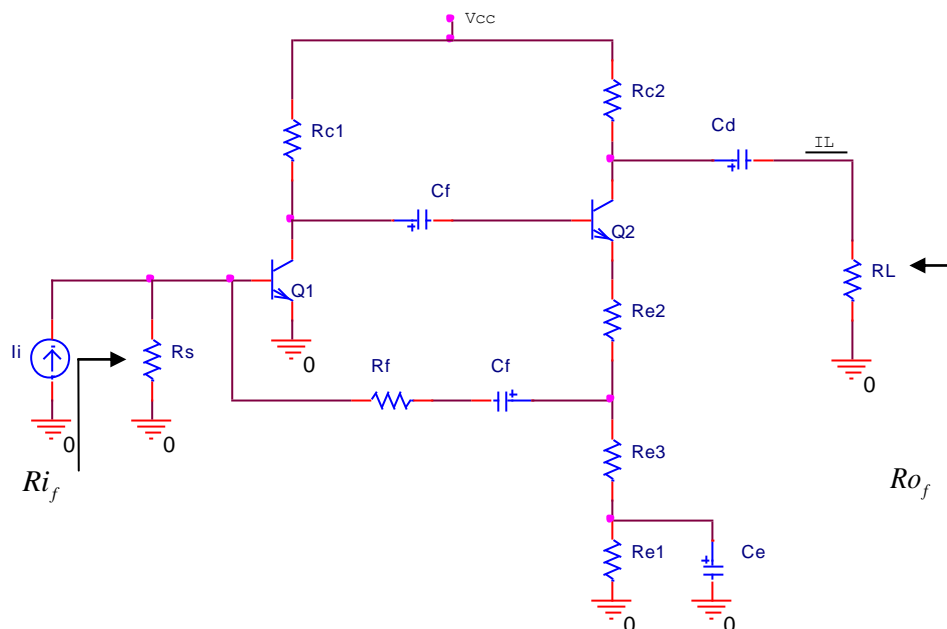 Vcc
Rc2
Rc1
Cd
IL
Cf
Q2
RL
Q1
Re2
Ii
Rs
0
Rf
Cf
0
0
0
Re3
Ri_f
Ro_f
Re1
Ce
0
0